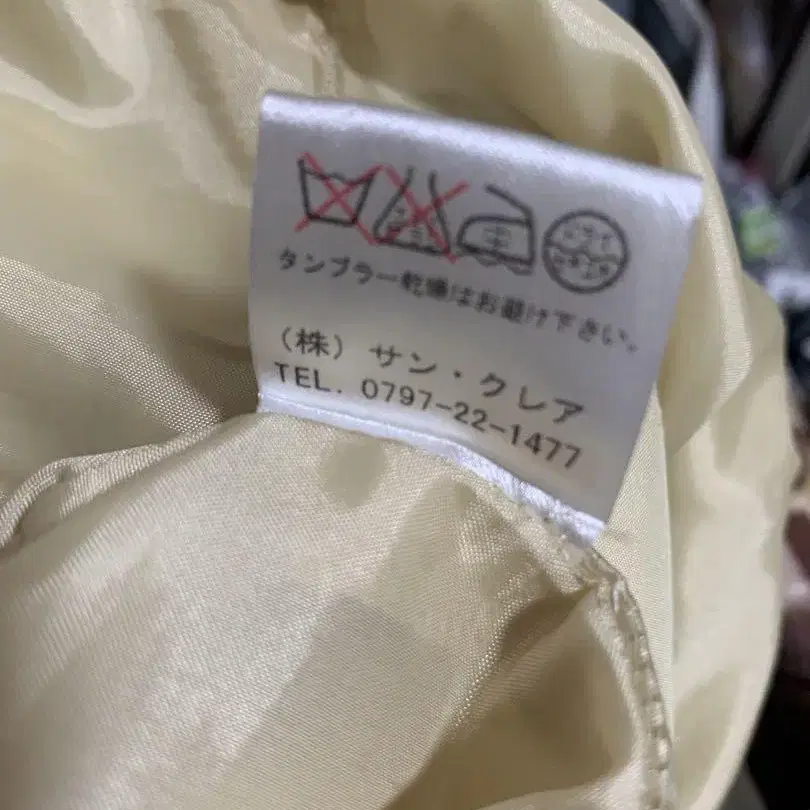 中
タンブラー乾燥はお避け下さい。
(株) サン・クレア
TEL. 0797-22-1477